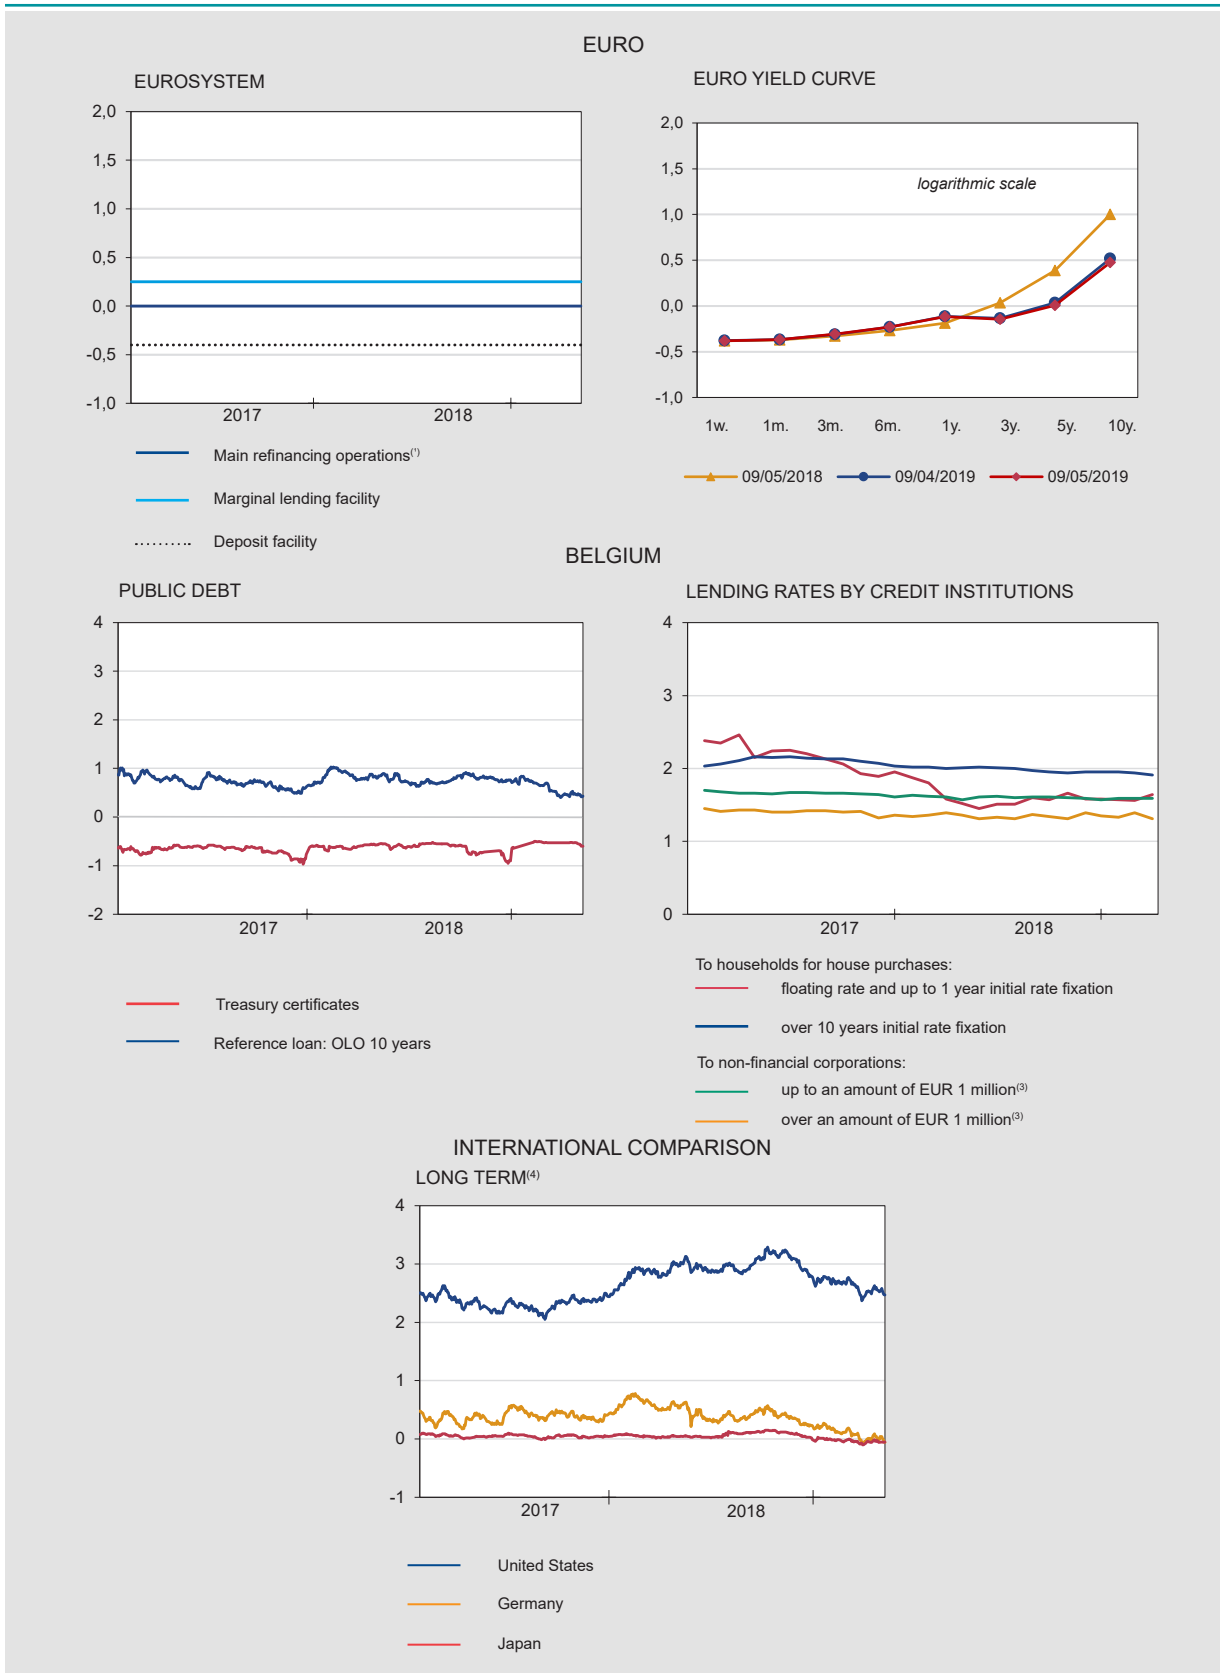 EURO
EUROSYSTEM
2,0
1,5
1,0
0,5
0,0
-0,5
-1,0
2017 2018
Main refinancing operations(¹)
Marginal lending facility
Deposit facility
EURO YIELD CURVE
2,0
1,5
1,0
0,5
0,0
-0,5
-1,0
logarithmic scale
1w. 1m. 3m. 6m. 1y. 3y. 5y. 10y.
09/05/2018 09/04/2019 09/05/2019
BELGIUM
PUBLIC DEBT
4
3
2
1
0
-1
-2
2017 2018
Treasury certificates
Reference loan: OLO 10 years
LENDING RATES BY CREDIT INSTITUTIONS
4
3
2
1
0
2017 2018
To households for house purchases:
floating rate and up to 1 year initial rate fixation
over 10 years initial rate fixation
To non-financial corporations:
up to an amount of EUR 1 million(3)
over an amount of EUR 1 million(3)
INTERNATIONAL COMPARISON
LONG TERM(4)
4
3
2
1
0
-1
2017 2018
United States
Germany
Japan